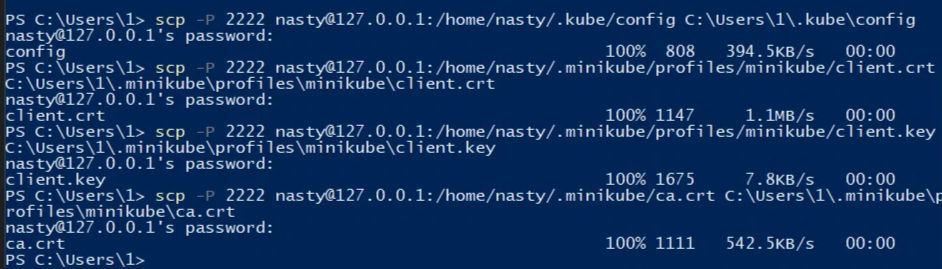 PS C:\Users\1> scp -P 2222 nasty@127.0.0.1:/home/nasty/.kube/config C:\Users\1\.kube\config
nasty@127.0.0.1's password:
config 100% 808 394.5KB/s 00:00
PS C:\Users\1> scp -P 2222 nasty@127.0.0.1:/home/nasty/.minikube/profiles/minikube/client.crt
C:\Users\1\.minikube\profiles\minikube\client.crt
nasty@127.0.0.1's password:
client.crt 100% 1147 1.1MB/s 00:00
PS C:\Users\1> scp -P 2222 nasty@127.0.0.1:/home/nasty/.minikube/profiles/minikube/client.key
C:\Users\1\.minikube\profiles\minikube\client.key
nasty@127.0.0.1's password:
client.key 100% 1675 7.8KB/s 00:00
PS C:\Users\1> scp -P 2222 nasty@127.0.0.1:/home/nasty/.minikube/ca.crt C:\Users\1\.minikube\p
rofiles\minikube\ca.crt
nasty@127.0.0.1's password:
ca.crt 100% 1111 542.5KB/s 00:00
PS C:\Users\1>